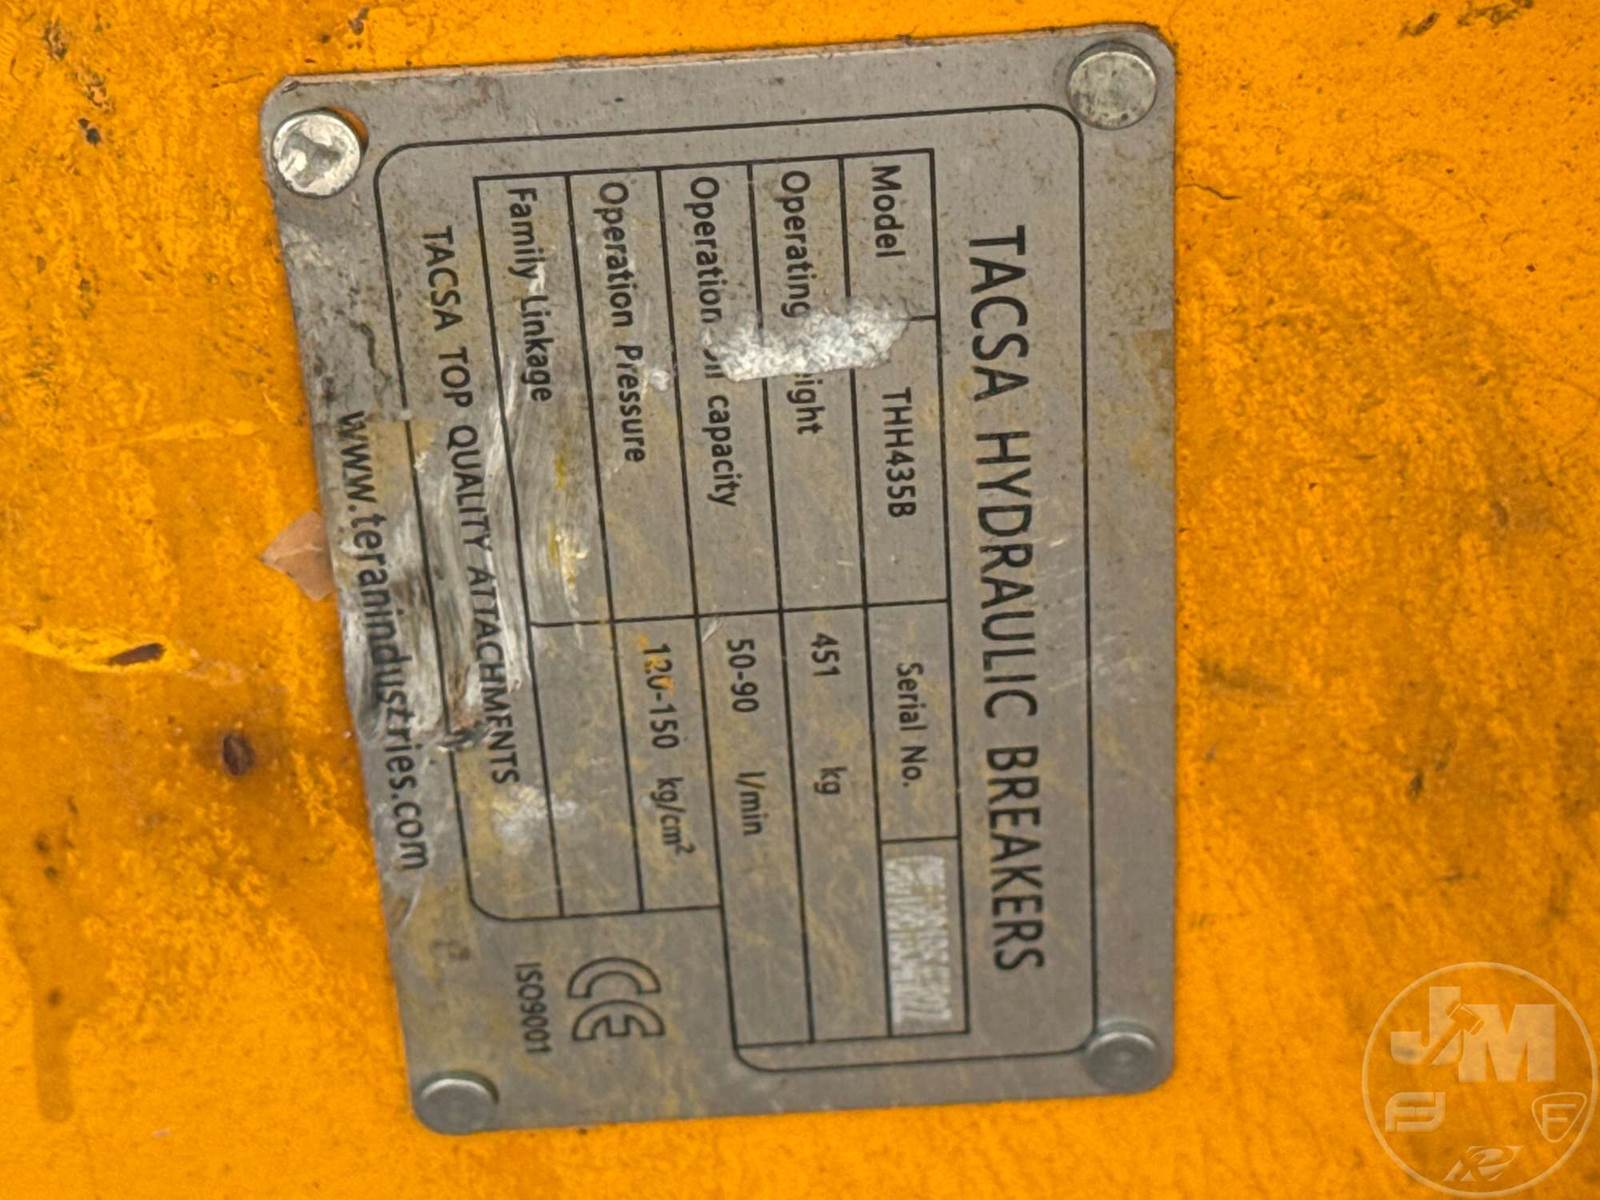 TACSA HYDRAULIC BREAKERS
Model THH435B Serial No.
Operating 451 kg
Operation capacity 50-90 l/min
Operation Pressure 120-150 kg/cm²
Family Linkage
TACSA TOP QUALITY ATTACHMENTS
CE
ISO9001
www.teranindustries.com
JM